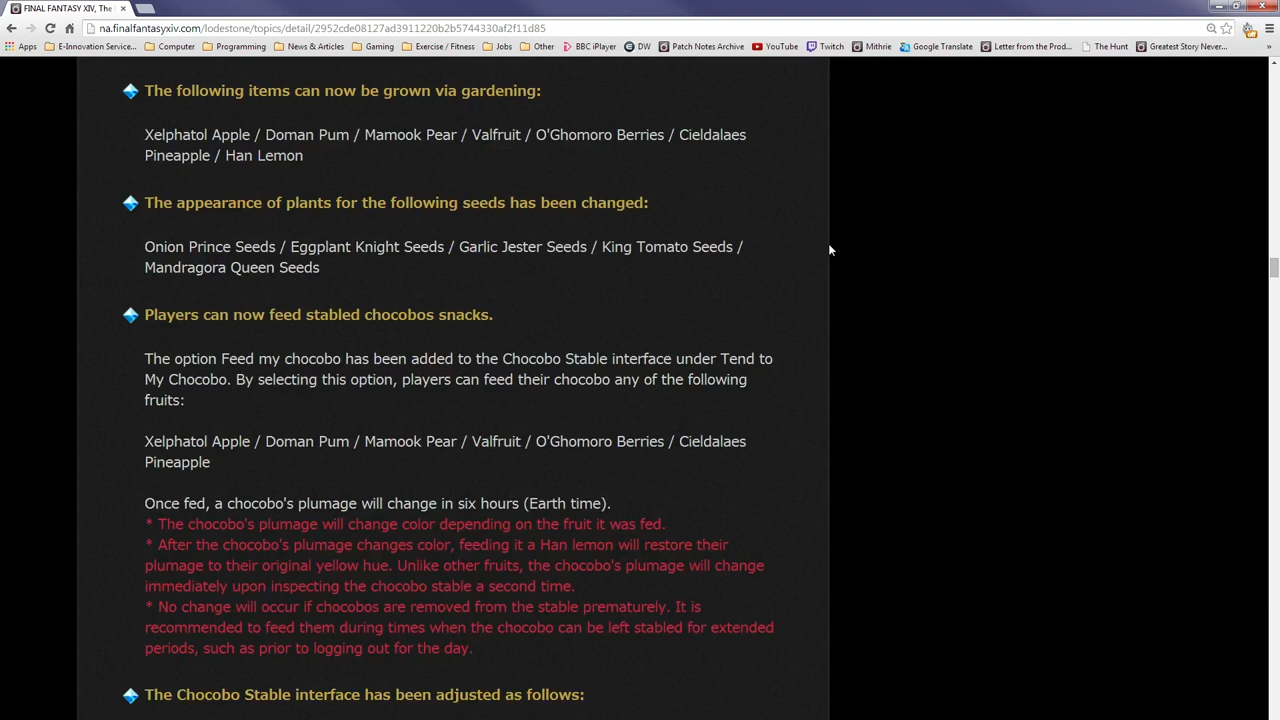 FINAL FANTASY XIV, The
na.finalfantasyxiv.com/lodestone/topics/detail/2952cde08127ad3911220b2b5744330af2f11d85
Apps E-Innovation Service... Computer Programming News & Articles Gaming Exercise / Fitness Jobs Other BBC iPlayer DW Patch Notes Archive YouTube Twitch Mithrie Google Translate Letter from the Prod... The Hunt Greatest Story Never... »
The following items can now be grown via gardening:
Xelphatol Apple / Doman Pum / Mamook Pear / Valfruit / O'Ghomoro Berries / Cieldalaes
Pineapple / Han Lemon
The appearance of plants for the following seeds has been changed:
Onion Prince Seeds / Eggplant Knight Seeds / Garlic Jester Seeds / King Tomato Seeds /
Mandragora Queen Seeds
Players can now feed stabled chocobos snacks.
The option Feed my chocobo has been added to the Chocobo Stable interface under Tend to
My Chocobo. By selecting this option, players can feed their chocobo any of the following
fruits:
Xelphatol Apple / Doman Pum / Mamook Pear / Valfruit / O'Ghomoro Berries / Cieldalaes
Pineapple
Once fed, a chocobo's plumage will change in six hours (Earth time).
* The chocobo's plumage will change color depending on the fruit it was fed.
* After the chocobo's plumage changes color, feeding it a Han lemon will restore their
plumage to their original yellow hue. Unlike other fruits, the chocobo's plumage will change
immediately upon inspecting the chocobo stable a second time.
* No change will occur if chocobos are removed from the stable prematurely. It is
recommended to feed them during times when the chocobo can be left stabled for extended
periods, such as prior to logging out for the day.
The Chocobo Stable interface has been adjusted as follows: